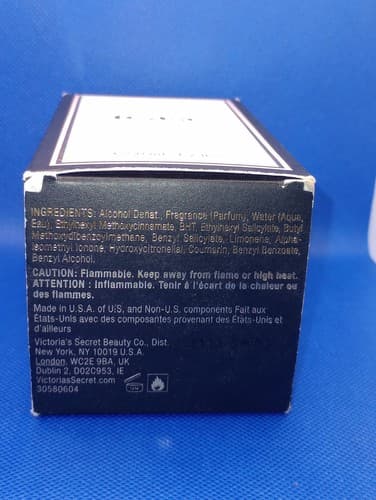 INGREDIENTS: Alcohol Denat., Fragrance (Parfum), Water (Aqua,
Eau), Ethylhexyl Methoxycinnamate, BHT, Ethylhexyl Salicylate, Butyl
Methoxydibenzoylmethane, Benzyl Salicylate, Limonene, Alpha-
Isomethyl Ionone, Hydroxycitronellal, Coumarin, Benzyl Benzoate,
Benzyl Alcohol.
CAUTION: Flammable. Keep away from flame or high heat.
ATTENTION : Inflammable. Tenir à l'écart de la chaleur ou
des flammes.
Made in U.S.A. of U.S. and Non-U.S. components Fait aux
États-Unis avec des composantes provenant des États-Unis et
d'ailleurs
Victoria's Secret Beauty Co., Dist.
New York, NY 10019 U.S.A.
London, WC2E 9BA, UK
Dublin 2, D02C953, IE
VictoriasSecret.com
30580604